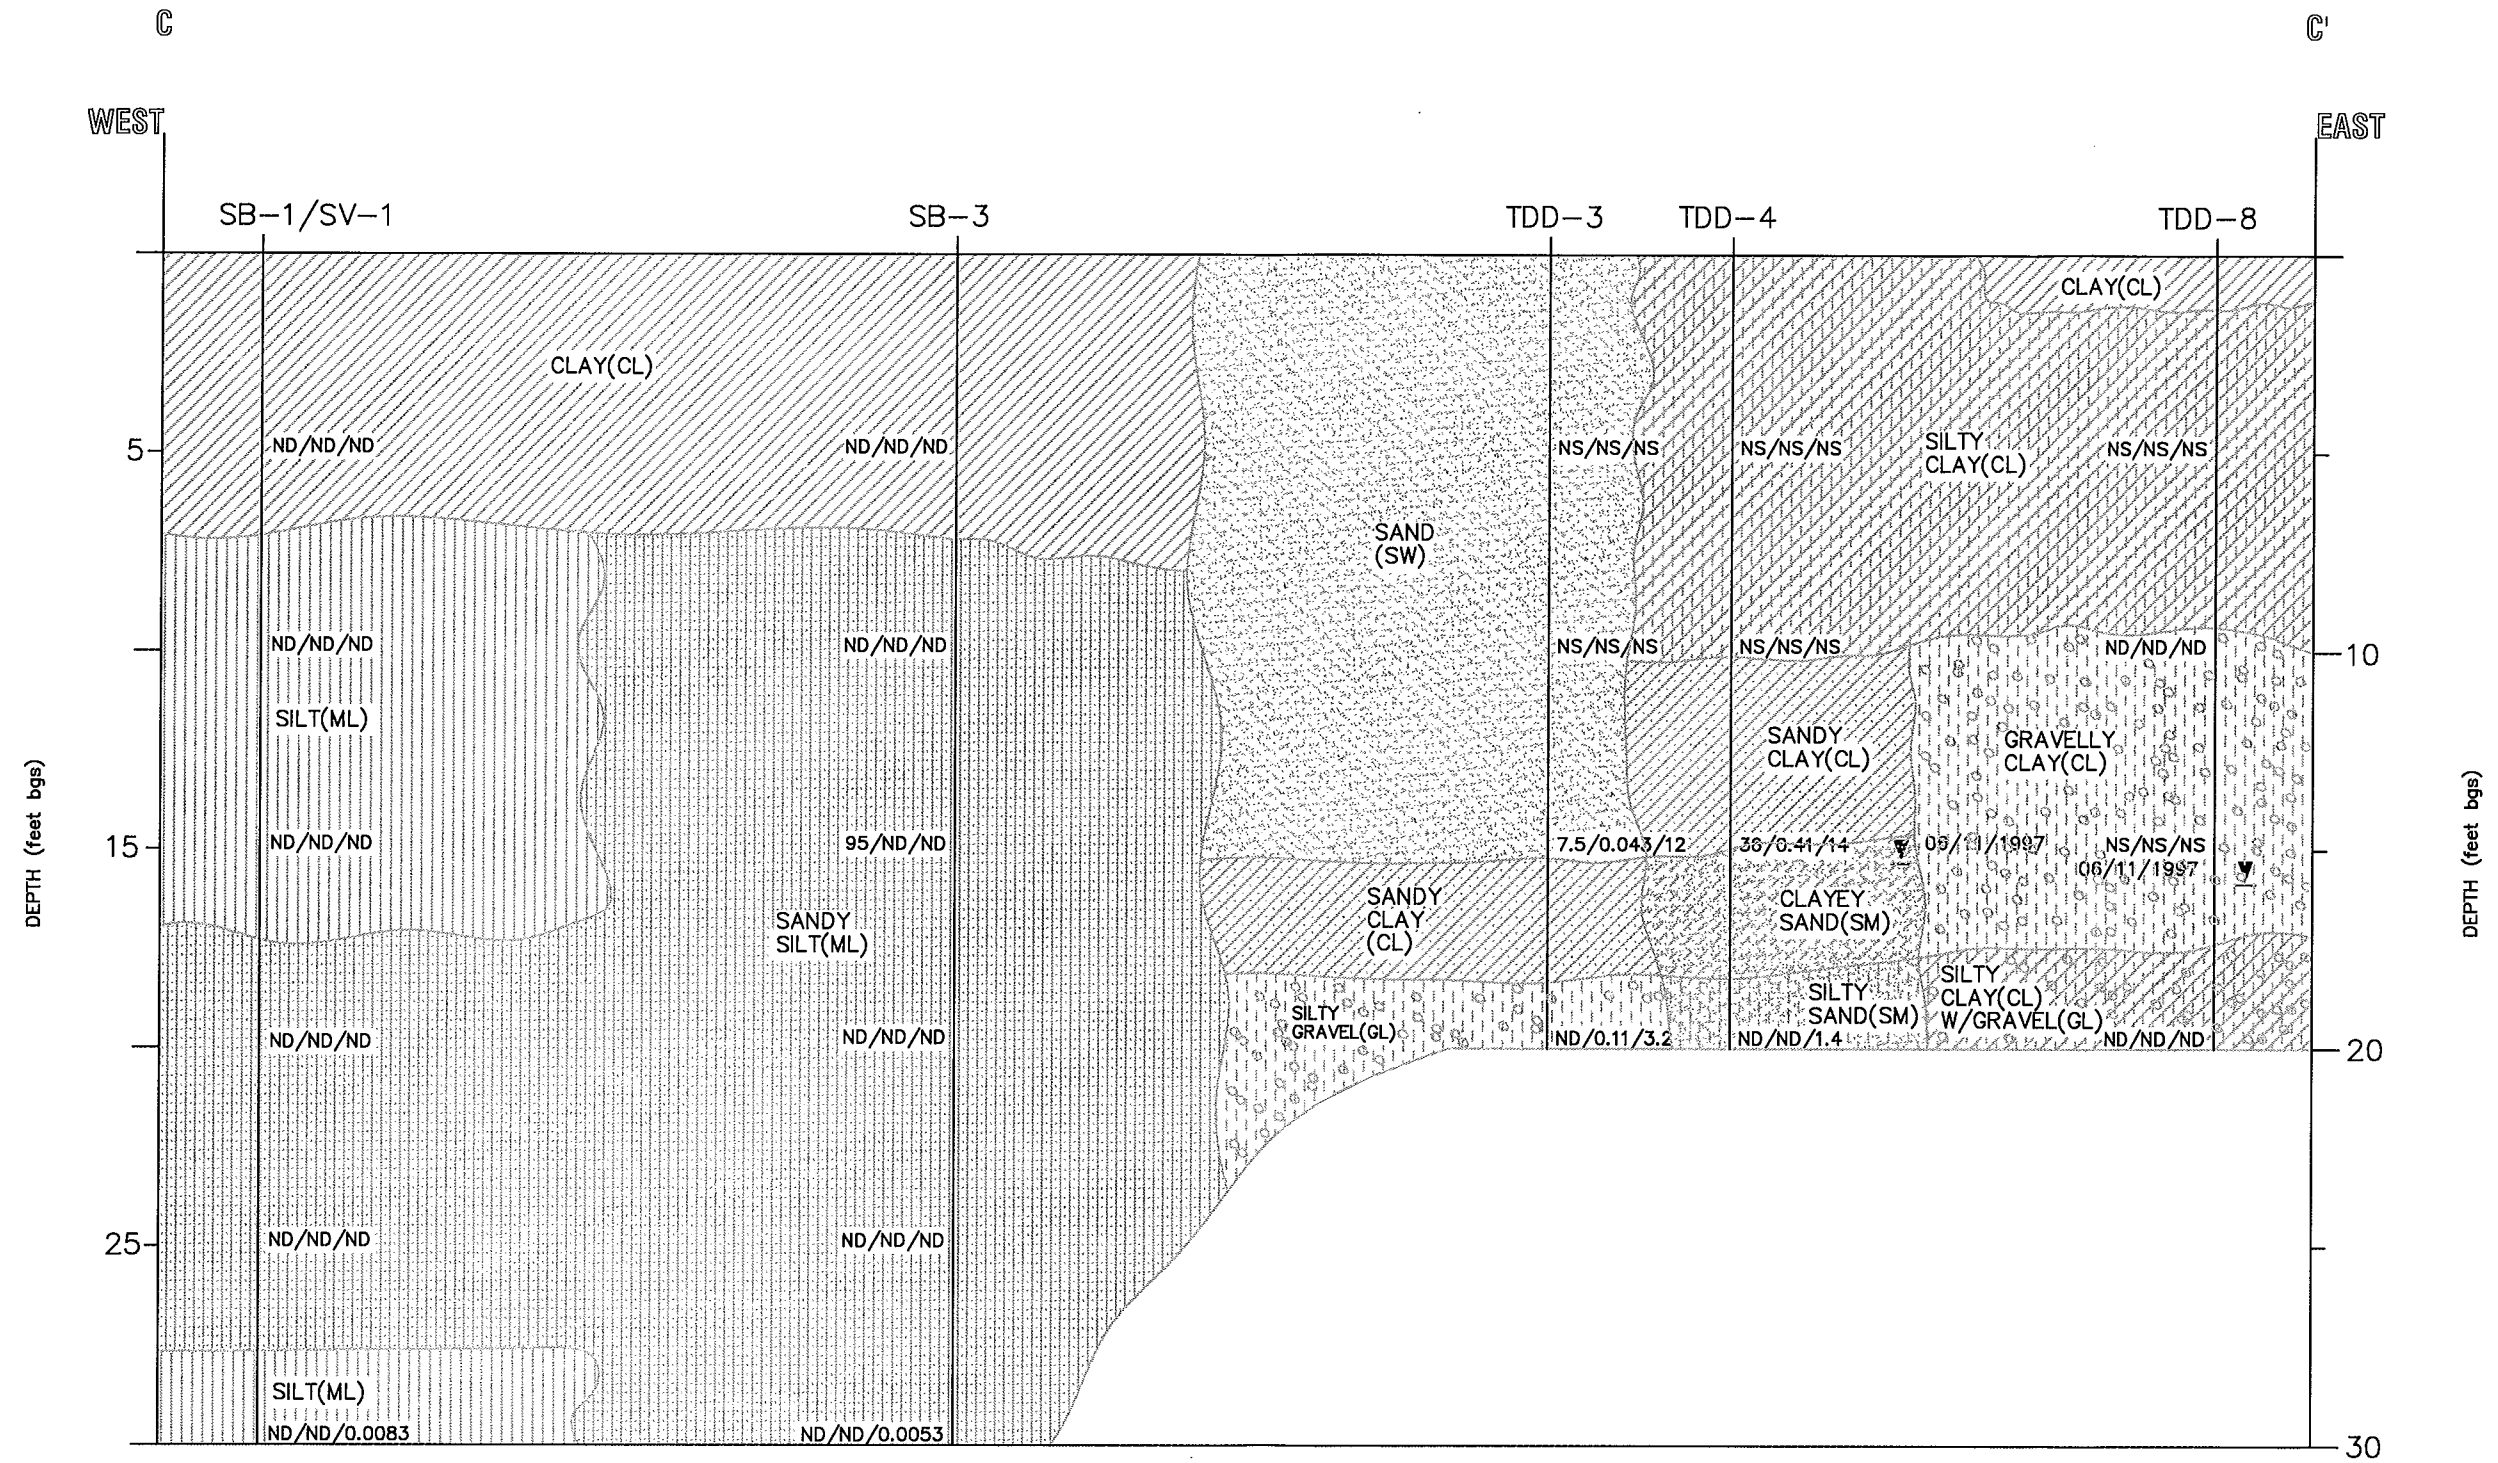 C
C'
WEST
EAST
SB-1/SV-1
SB-3
TDD-3
TDD-4
TDD-8
CLAY(CL)
CLAY(CL)
5
ND/ND/ND
ND/ND/ND
NS/NS/NS
NS/NS/NS
SILTY
CLAY(CL)
NS/NS/NS
SAND
(SW)
ND/ND/ND
ND/ND/ND
NS/NS/NS
NS/NS/NS
ND/ND/ND
10
SILT(ML)
SANDY
CLAY(CL)
GRAVELLY
CLAY(CL)
DEPTH (feet bgs)
DEPTH (feet bgs)
15
ND/ND/ND
95/ND/ND
7.5/0.043/12
36/0.41/14
06/11/1997
NS/NS/NS
06/11/1997
SANDY
SILT(ML)
SANDY
CLAY
(CL)
CLAYEY
SAND(SM)
SILTY
GRAVEL(GL)
SILTY
SAND(SM)
SILTY
CLAY(CL)
W/GRAVEL(GL)
ND/ND/ND
ND/ND/ND
ND/0.11/3.2
ND/ND/1.4
ND/ND/ND
20
25
ND/ND/ND
ND/ND/ND
SILT(ML)
ND/ND/0.0083
ND/ND/0.0053
30